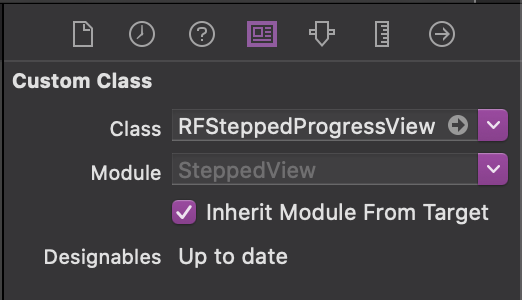 Custom Class
Class RFSteppedProgressView
Module SteppedView
Inherit Module From Target
Designables Up to date